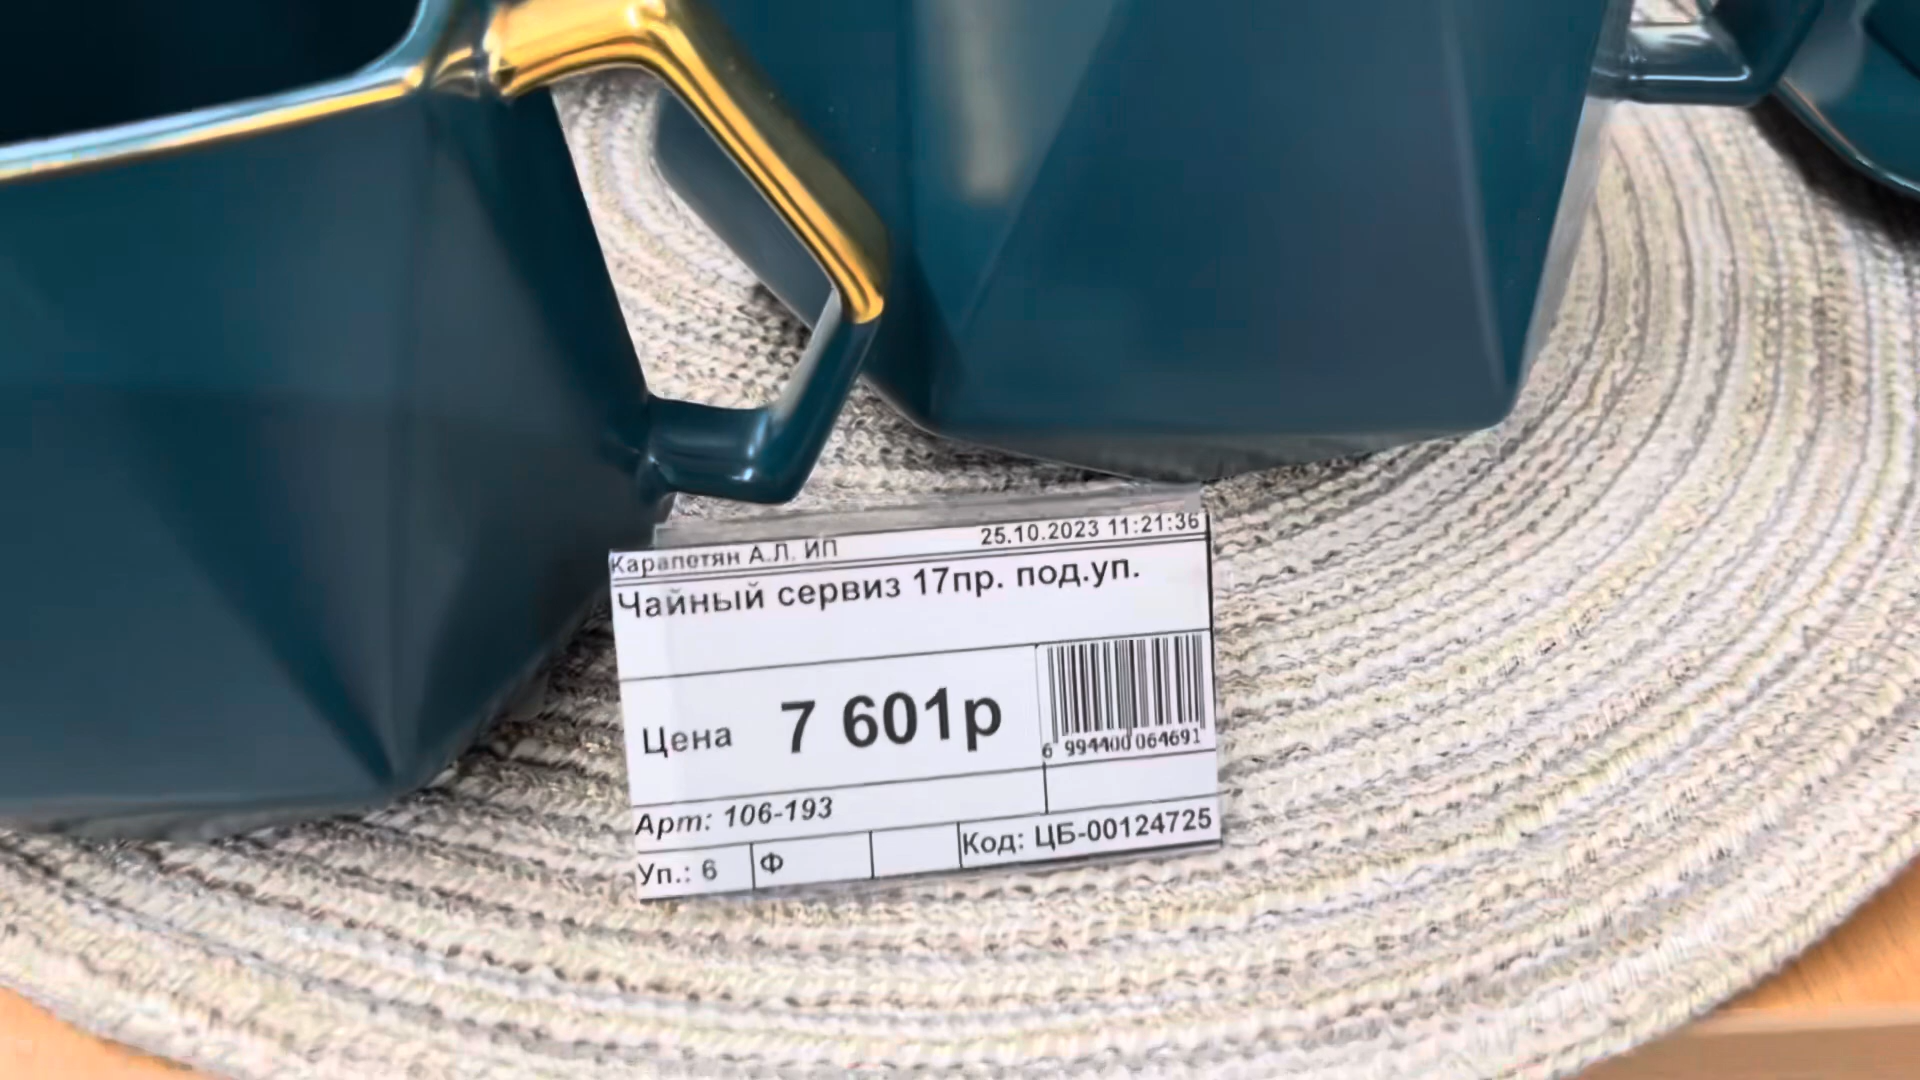 Карапетян А.Л. ИП 25.10.2023 11:21:36
Чайный сервиз 17пр. под.уп.
Цена 7 601р
6 994400 064691
Арт: 106-193
Уп.: 6 Ф Код: ЦБ-00124725